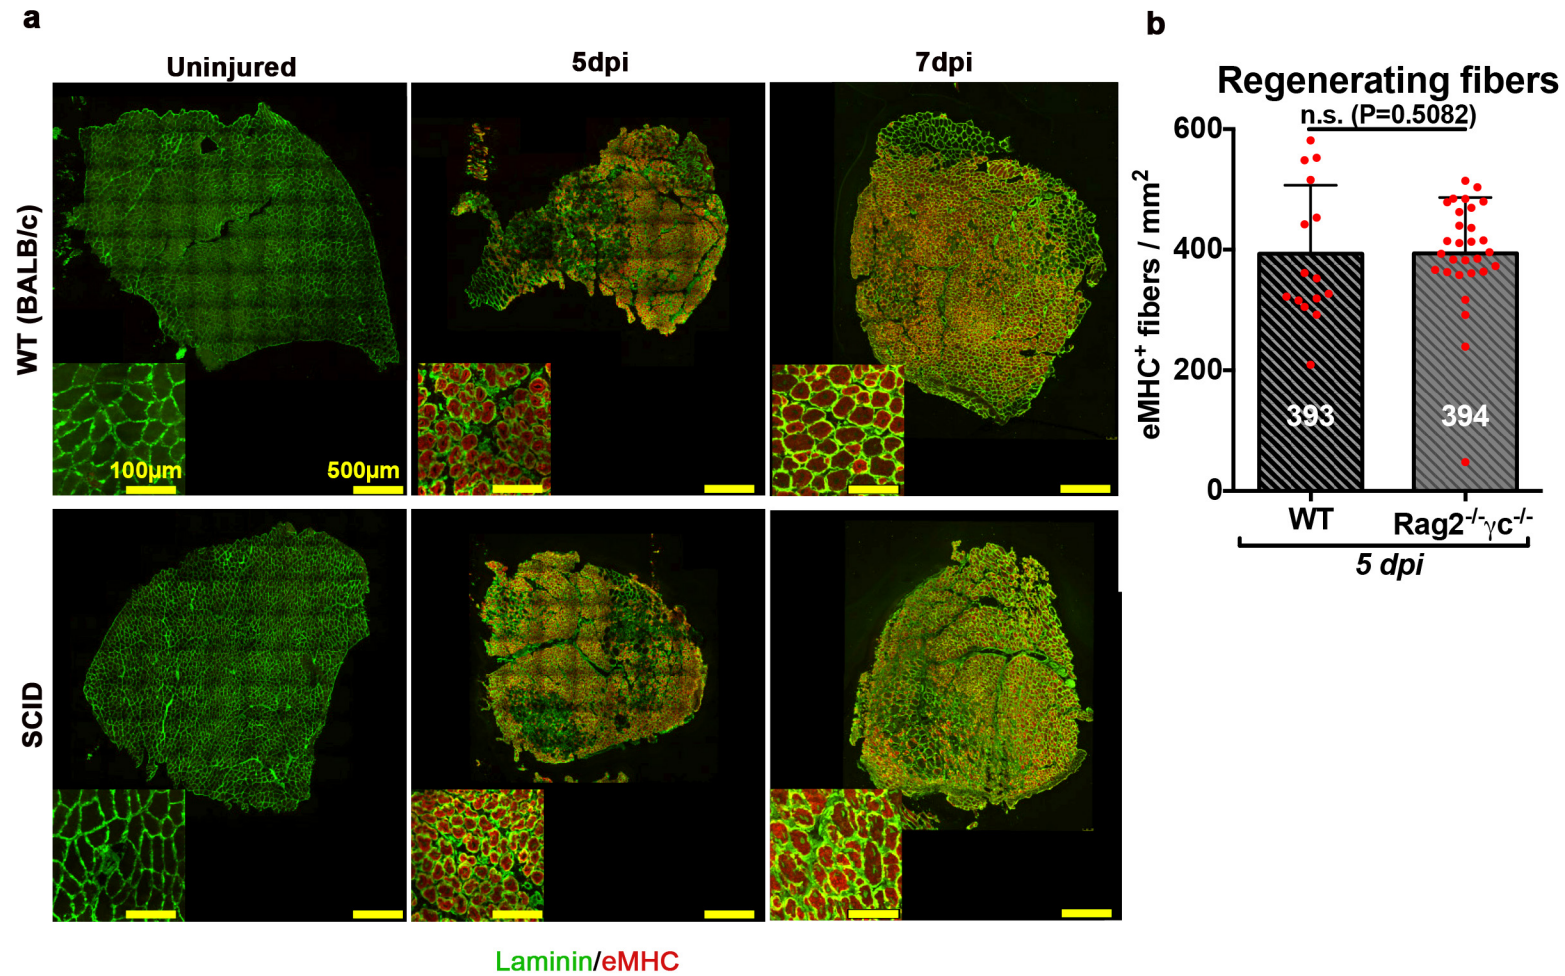 a
Uninjured
5dpi
7dpi
WT (BALB/c)
100µm
500µm
SCID
Laminin/eMHC
b
Regenerating fibers
n.s. (P=0.5082)
eMHC⁺ fibers / mm²
600
400
200
0
393
394
WT
Rag2⁻/⁻γc⁻/⁻
5 dpi